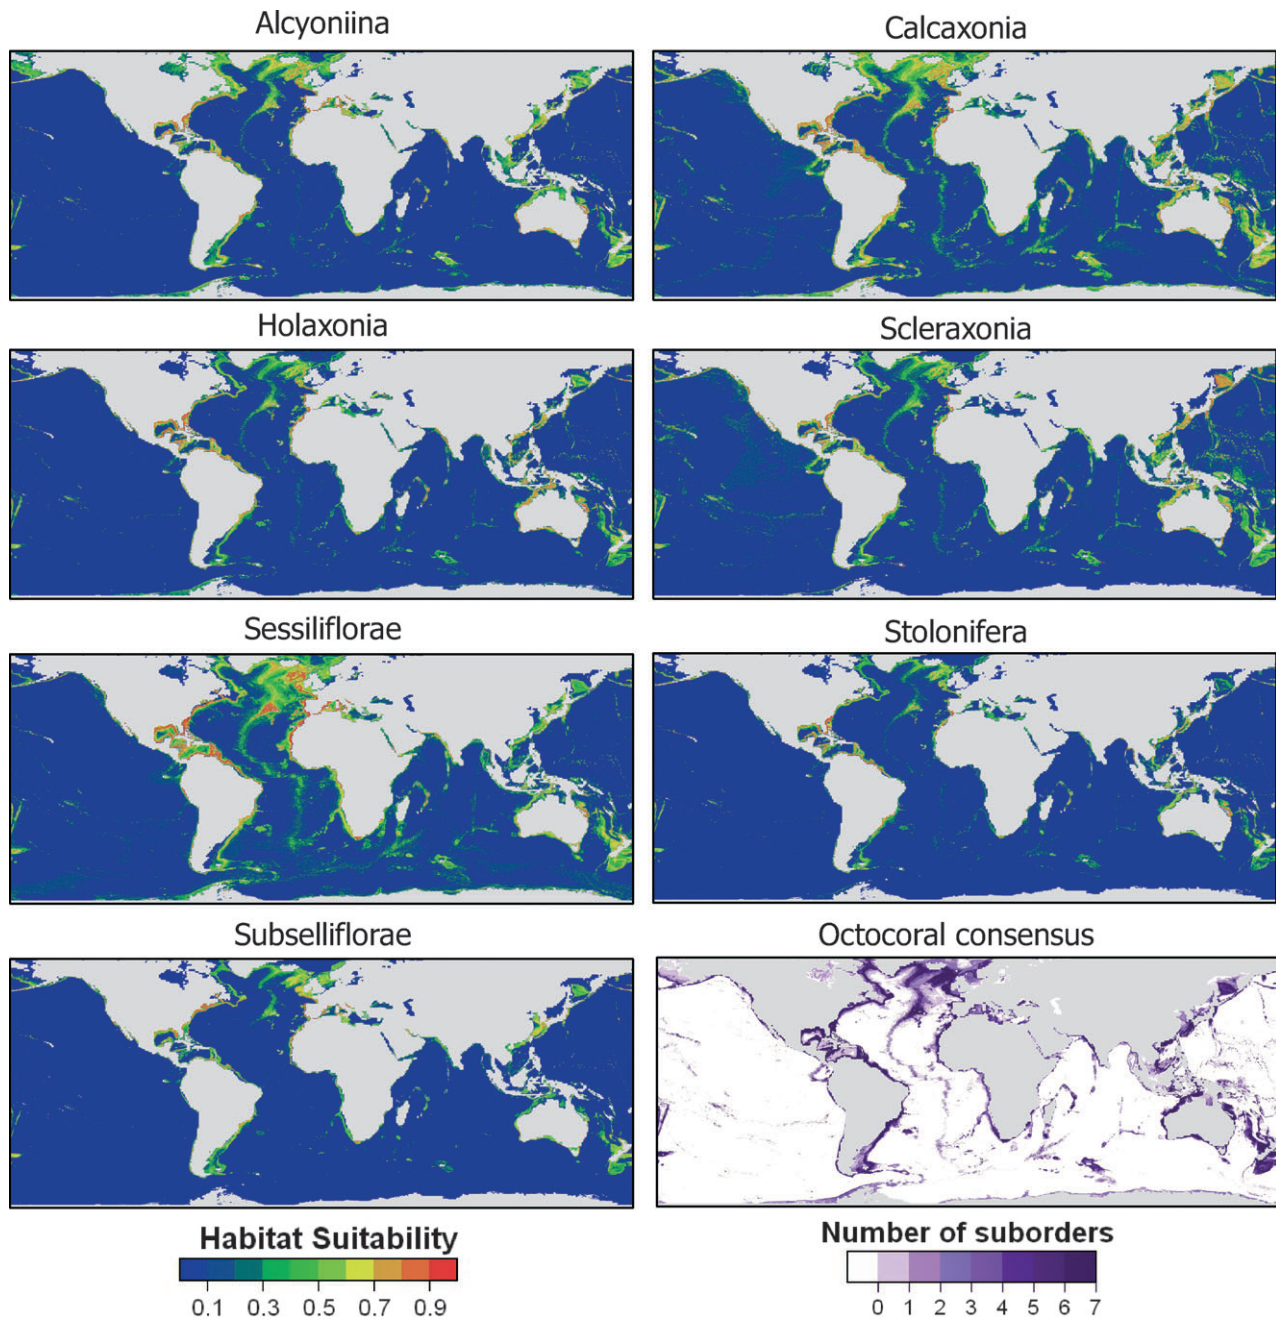 Alcyoniina
Calcaxonia
Holaxonia
Scleraxonia
Sessiliflorae
Stolonifera
Subselliflorae
Octocoral consensus
Habitat Suitability
0.1 0.3 0.5 0.7 0.9
Number of suborders
0 1 2 3 4 5 6 7